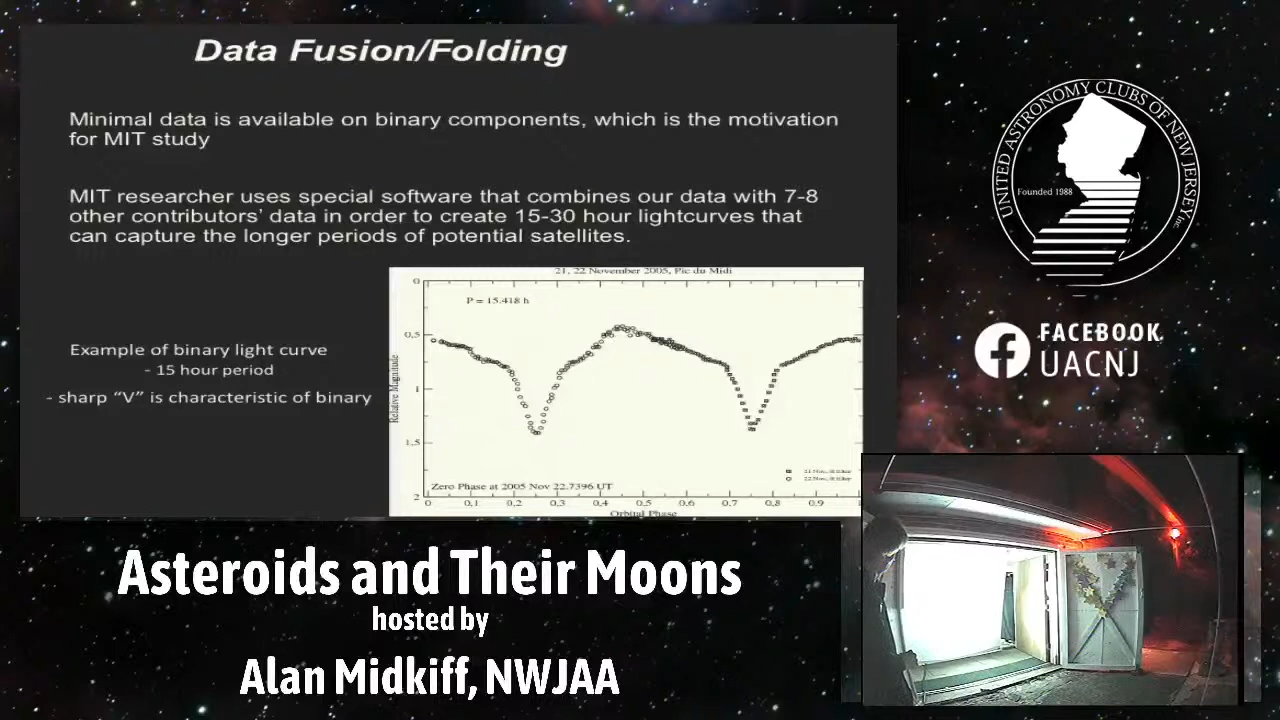 Data Fusion/Folding
Minimal data is available on binary components, which is the motivation
for MIT study
MIT researcher uses special software that combines our data with 7-8
other contributors' data in order to create 15-30 hour lightcurves that
can capture the longer periods of potential satellites.
Example of binary light curve
- 15 hour period
- sharp “V” is characteristic of binary
21, 22 November 2005, Pic du Midi
P = 15.418 h
Relative Magnitude
0
0,5
1
1,5
2
Zero Phase at 2005 Nov 22.7396 UT
21 Nov.
22 Nov.
0 0,1 0,2 0,3 0,4 0,5 0,6 0,7 0,8 0,9
Orbital Phase
UNITED ASTRONOMY CLUBS OF NEW JERSEY Inc
Founded 1988
FACEBOOK
UACNJ
Asteroids and Their Moons
hosted by
Alan Midkiff, NWJAA